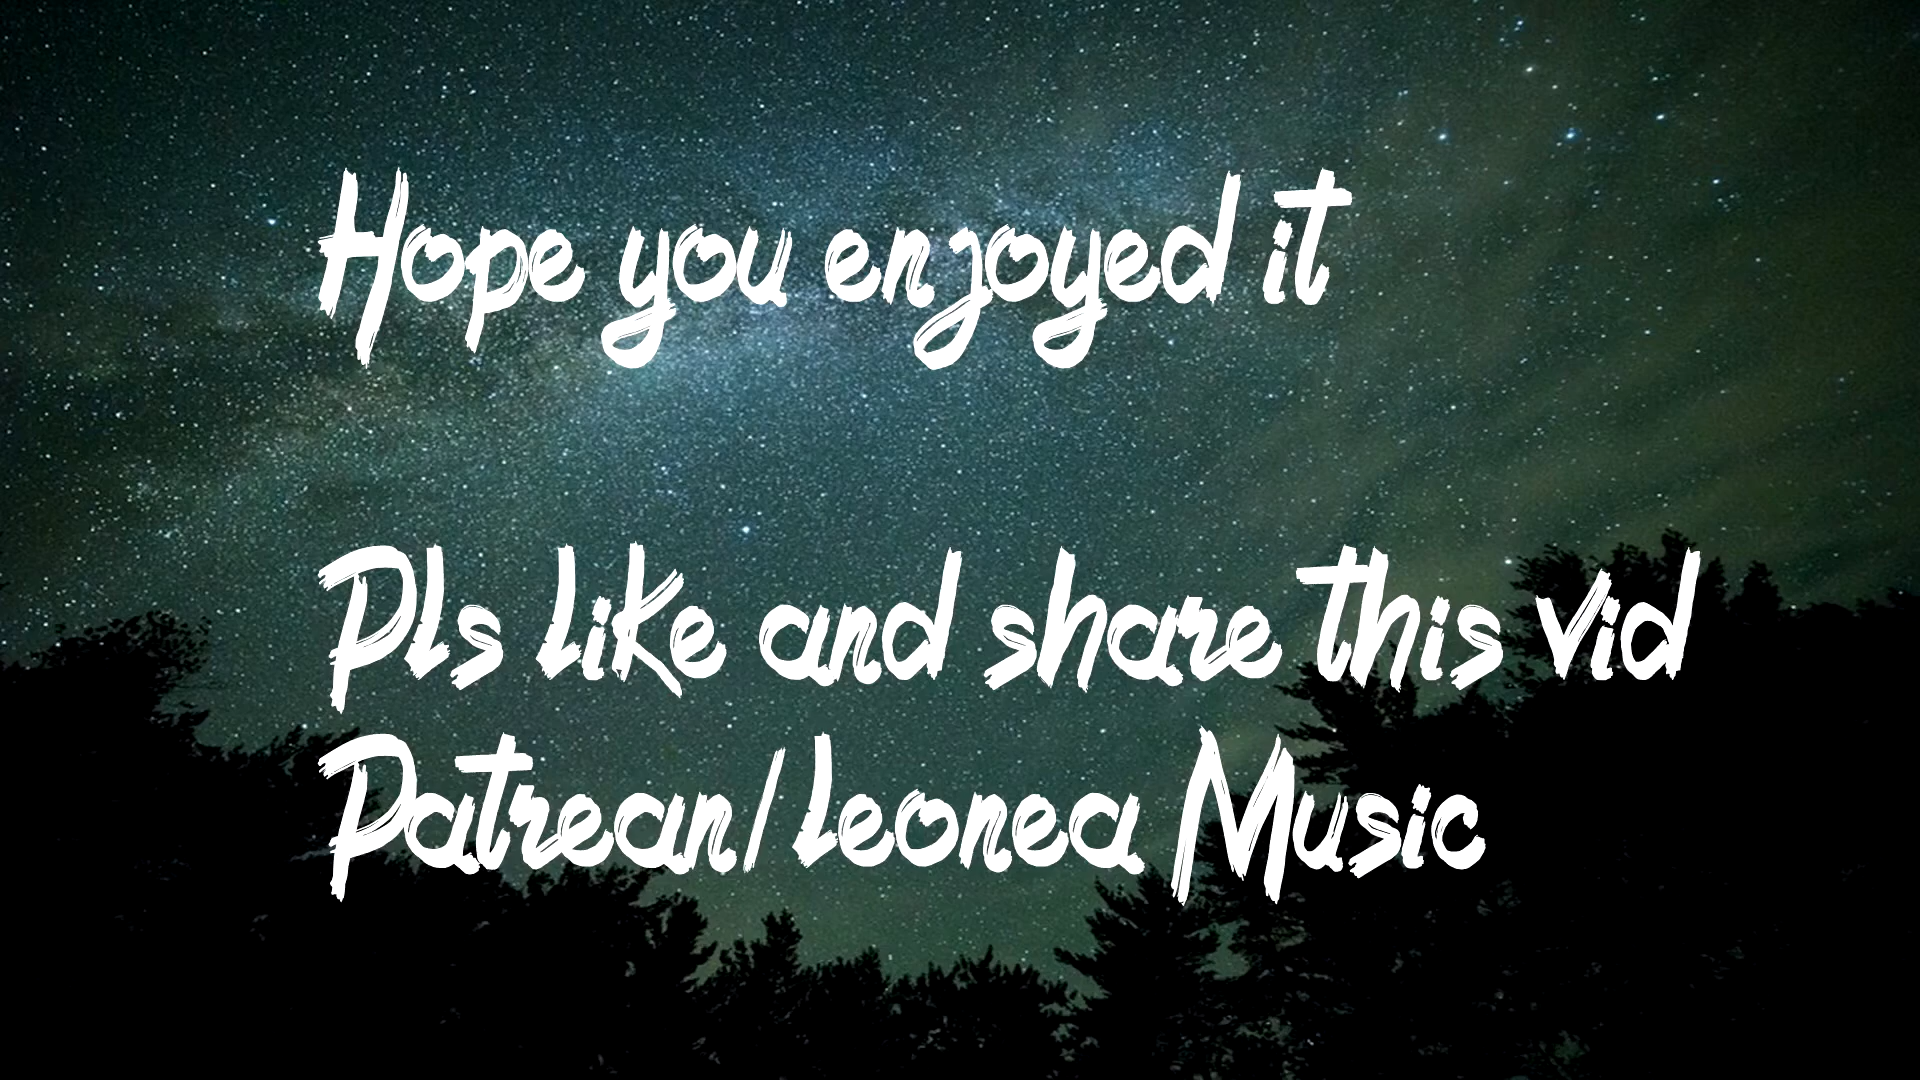 Hope you enjoyed it
Pls like and share this vid
Patrean/Leonea Music